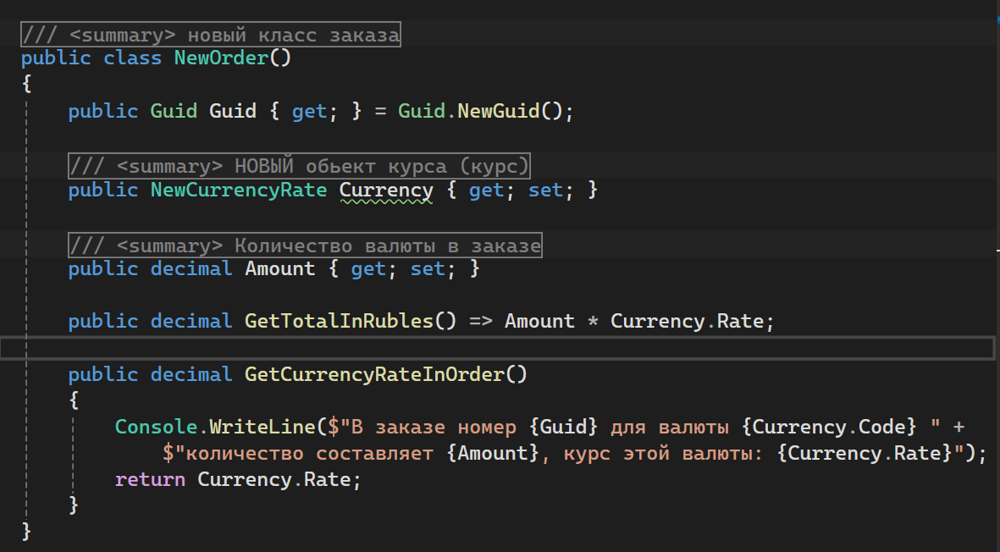 /// <summary> новый класс заказа
public class NewOrder()
{
public Guid Guid { get; } = Guid.NewGuid();
/// <summary> НОВЫЙ обьект курса (курс)
public NewCurrencyRate Currency { get; set; }
/// <summary> Количество валюты в заказе
public decimal Amount { get; set; }
public decimal GetTotalInRubles() => Amount * Currency.Rate;
public decimal GetCurrencyRateInOrder()
{
Console.WriteLine($"В заказе номер {Guid} для валюты {Currency.Code} " +
$"количество составляет {Amount}, курс этой валюты: {Currency.Rate}");
return Currency.Rate;
}
}